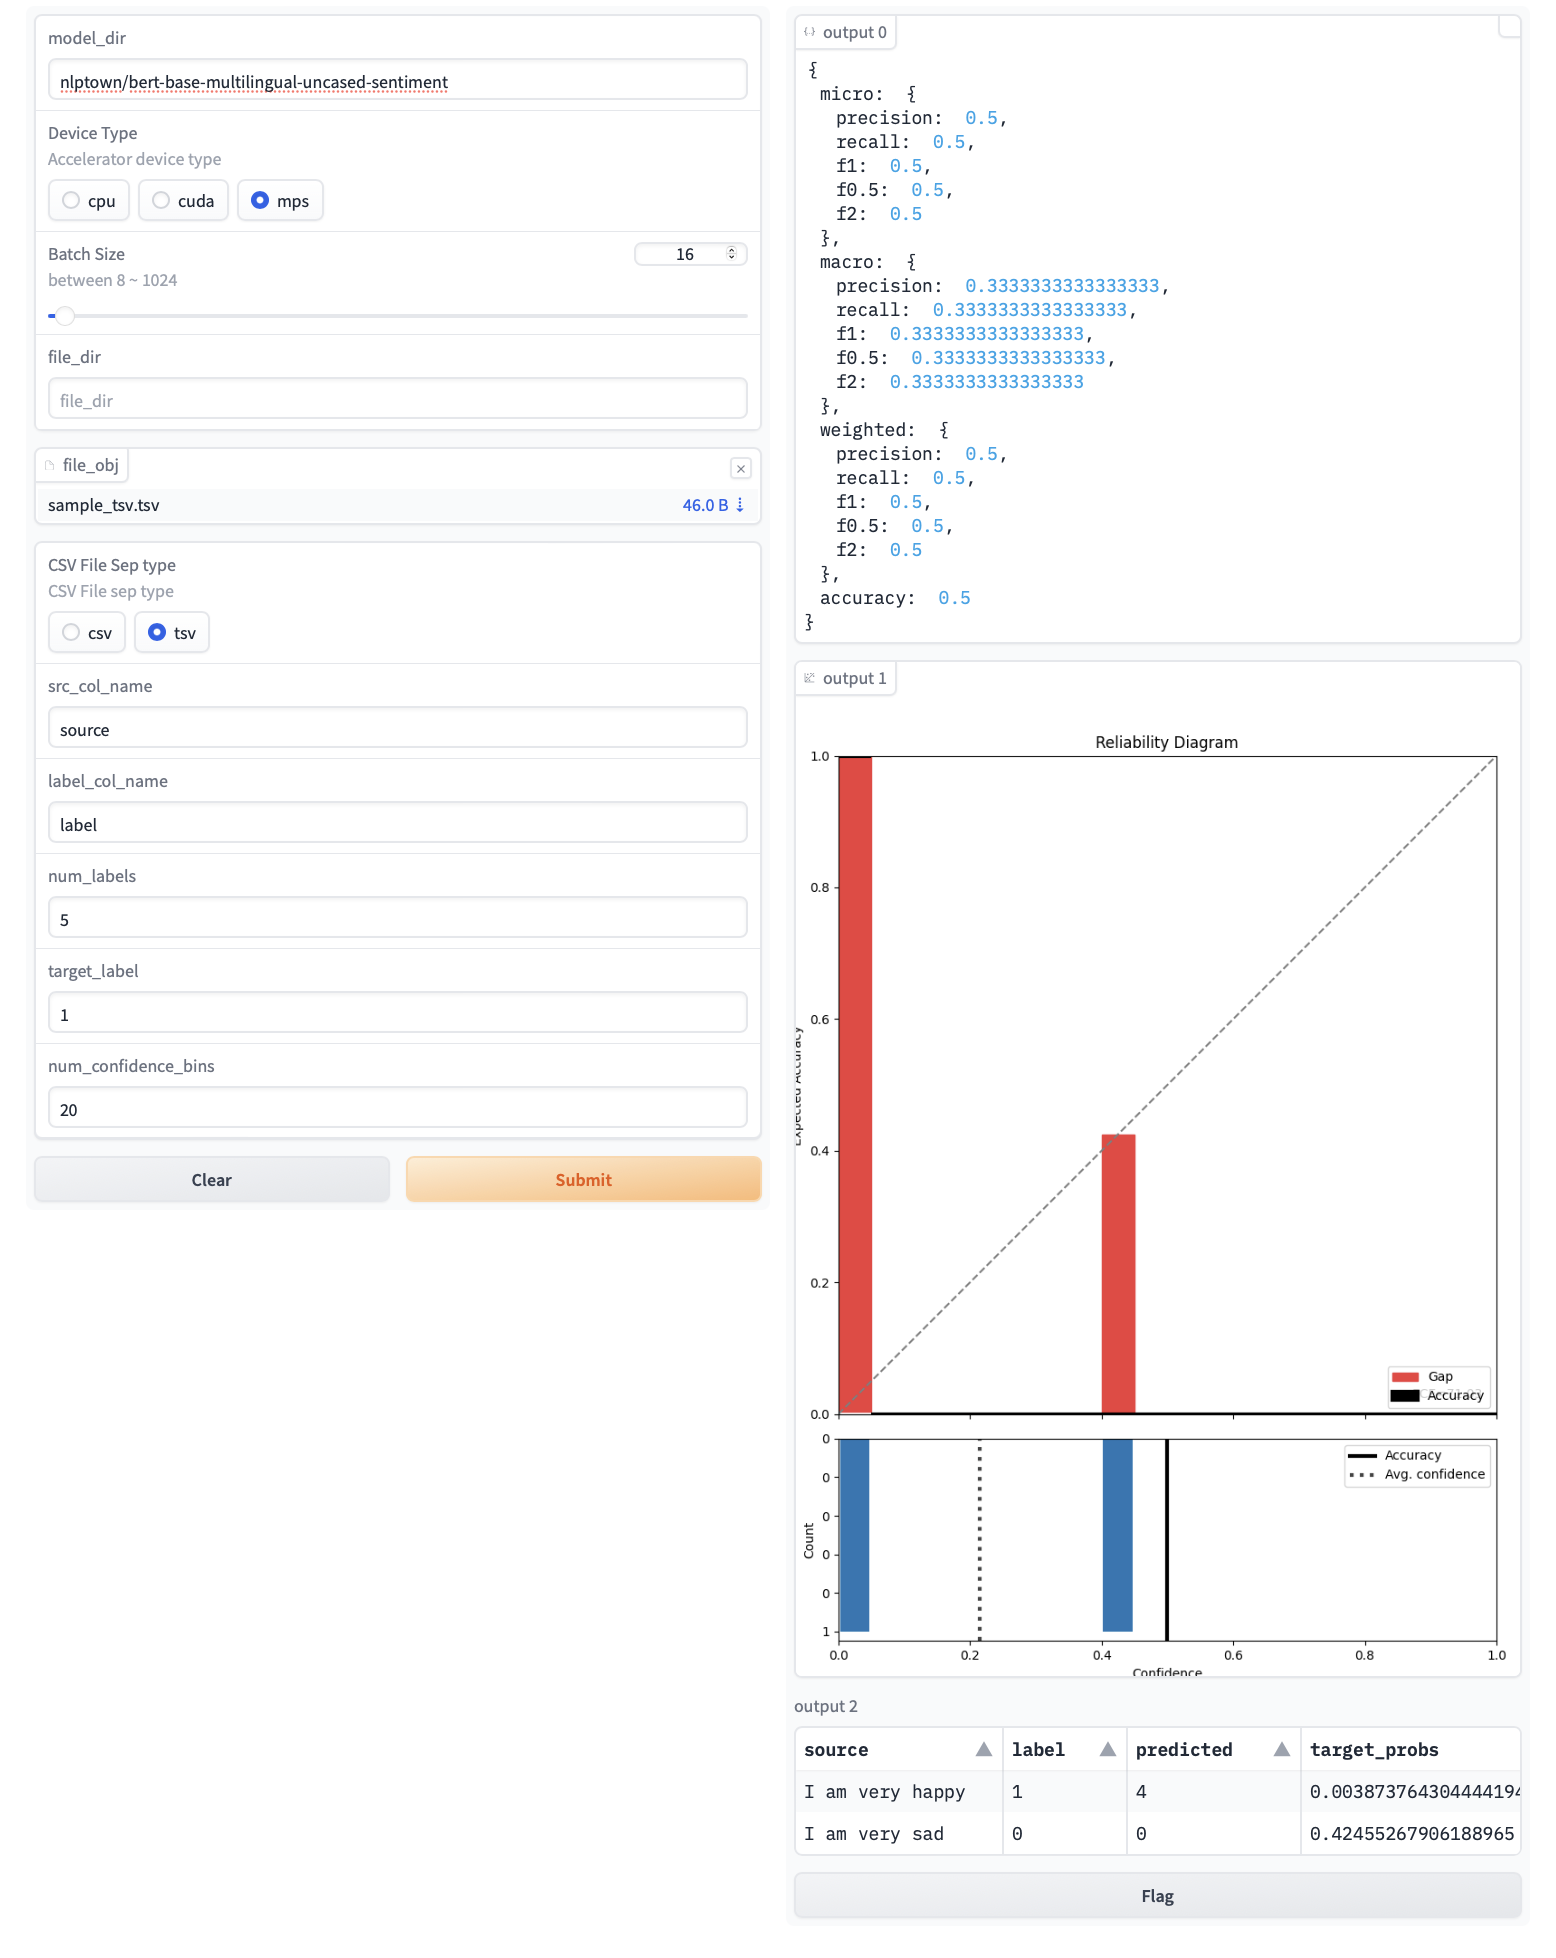 model_dir
nlptown/bert-base-multilingual-uncased-sentiment
Device Type
Accelerator device type
cpu
cuda
mps
Batch Size
16
between 8 ~ 1024
file_dir
file_dir
file_obj
sample_tsv.tsv
46.0 B ⇣
CSV File Sep type
CSV File sep type
csv
tsv
src_col_name
source
label_col_name
label
num_labels
5
target_label
1
num_confidence_bins
20
Clear
Submit
output 0
{
micro: {
precision: 0.5,
recall: 0.5,
f1: 0.5,
f0.5: 0.5,
f2: 0.5
},
macro: {
precision: 0.3333333333333333,
recall: 0.3333333333333333,
f1: 0.3333333333333333,
f0.5: 0.3333333333333333,
f2: 0.3333333333333333
},
weighted: {
precision: 0.5,
recall: 0.5,
f1: 0.5,
f0.5: 0.5,
f2: 0.5
},
accuracy: 0.5
}
output 1
Reliability Diagram
1.0
0.8
0.6
0.4
0.2
0.0
Expected Accuracy
Gap
Accuracy
0
0
0
0
0
1
Count
Accuracy
Avg. confidence
0.0 0.2 0.4 0.6 0.8 1.0
Confidence
output 2
source label predicted target_probs
I am very happy 1 4 0.003873764304444194
I am very sad 0 0 0.42455267906188965
Flag